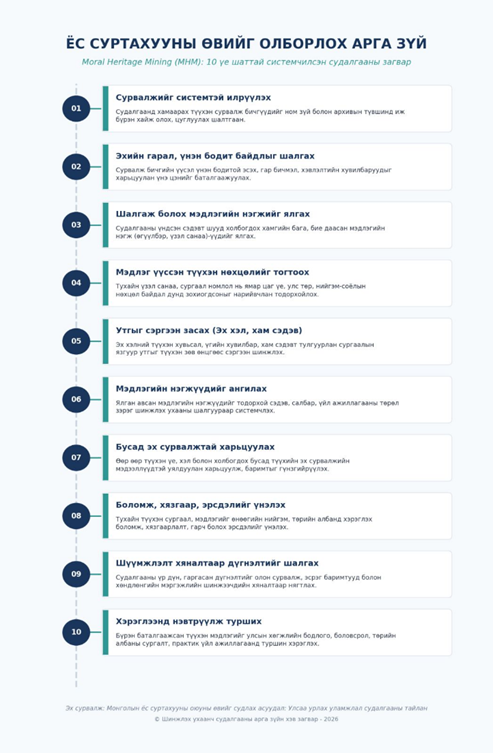 ЁС СУРТАХУУНЫ ӨВИЙГ ОЛБОРЛОХ АРГА ЗҮЙ
Moral Heritage Mining (MHM): 10 үе шаттай системчилсэн судалгааны загвар
01
Сурвалжийг системтэй илрүүлэх
Судалгаанд хамаарах түүхэн сурвалж бичгүүдийг ном зүй болон архивын түвшинд иж
бүрэн хайж олох, цуглуулах шалтгаан.
02
Эхийн гарал, үнэн бодит байдлыг шалгах
Сурвалж бичгийн үүсэл үнэн бодитой эсэх, гар бичмэл, хэвлэлтийн хувилбаруудыг
харьцуулан үнэ цэнийг баталгаажуулах.
03
Шалгаж болох мэдлэгийн нэгжийг ялгах
Судалгааны үндсэн сэдэвт шууд холбогдох хамгийн бага, бие даасан мэдлэгийн
нэгж (өгүүлбэр, үзэл санаа)-үүдийг ялгах.
04
Мэдлэг үүссэн түүхэн нөхцөлийг тогтоох
Тухайн үзэл санаа, сургаал номлол нь ямар цаг үе, улс төр, нийгэм-соёлын
нөхцөл байдал дунд зохиогдсоныг нарийвчлан тодорхойлох.
05
Утгыг сэргээн засах (Эх хэл, хам сэдэв)
Эх хэлний түүхэн хувьсал, үгийн хувилбар, хам сэдэвт тулгуурлан сургаалын
язгуур утгыг түүхэн зөв өнцгөөс сэргээн шинжлэх.
06
Мэдлэгийн нэгжүүдийг ангилах
Ялган авсан мэдлэгийн нэгжүүдийг тодорхой сэдэв, салбар, үйл ажиллагааны төрөл
зэрэг шинжлэх ухааны шалгуураар системчлэх.
07
Бусад эх сурвалжтай харьцуулах
Өөр өөр түүхэн үе, хэл болон холбогдох бусад түүхийн эх сурвалжийн
мэдээллүүдтэй уялдуулан харьцуулж, баримтыг гүнзгийрүүлэх.
08
Боломж, хязгаар, эрсдэлийг үнэлэх
Тухайн түүхэн сургаал, мэдлэгийг өнөөгийн нийгэм, төрийн албанд хэрэглэх
боломж, хязгаарлалт, гарч болох эрсдэлийг үнэлэх.
09
Шүүмжлэлт хяналтаар дүгнэлтийг шалгах
Судалгааны үр дүн, гаргасан дүгнэлтийг олон сурвалж, эсрэг баримтууд болон
хөндлөнгийн мэргэжлийн шинжээчдийн хяналтаар нягтлах.
10
Хэрэглээнд нэвтрүүлж турших
Бүрэн баталгаажсан түүхэн мэдлэгийг улсын хөгжлийн бодлого, боловсрол, төрийн
албаны сургалт, практик үйл ажиллагаанд туршин хэрэглэх.
Эх сурвалж: Монголын ёс суртахууны оюуны өвийг судлах асуудал: Улсаа урлах уламжлал судалгааны тайлан
© Шинжлэх ухаанч судалгааны арга зүйн хэв загвар - 2026